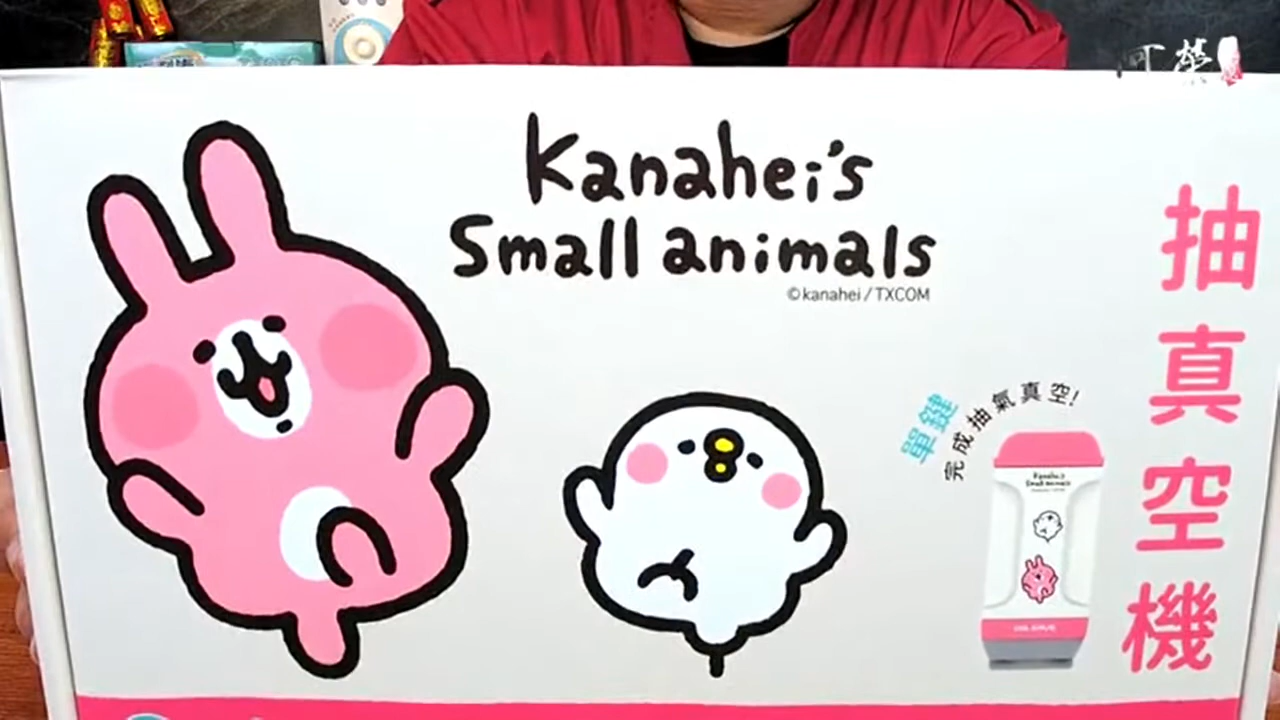 Kanahei's
Small animals
©kanahei / TXCOM
單鍵
完成抽氣真空!
抽真空機
Kanahei's
Small animals